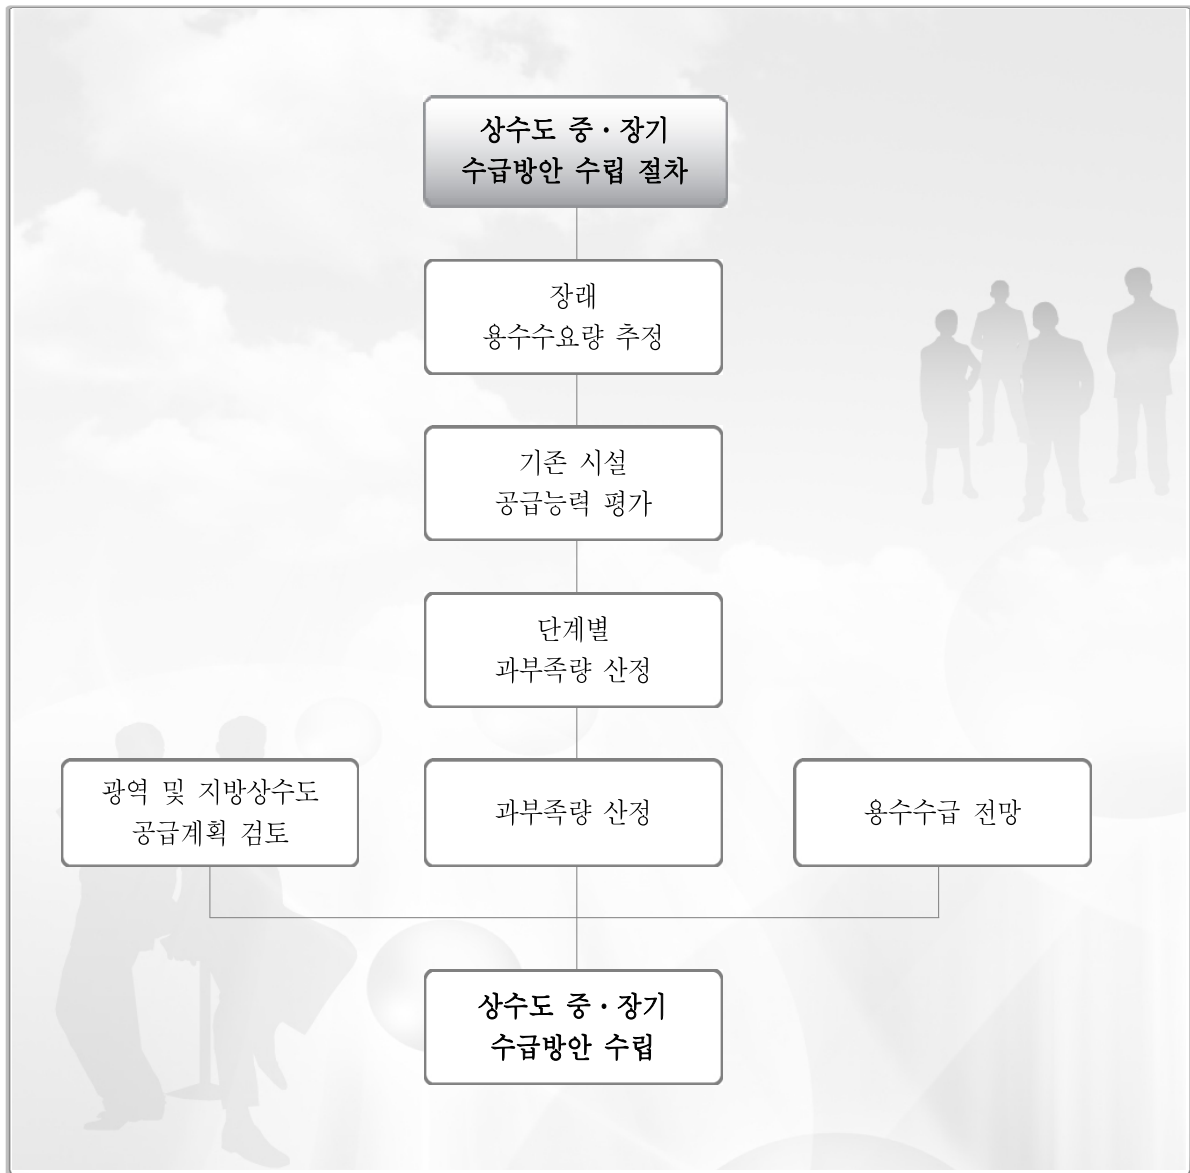 상수도 중·장기
수급방안 수립 절차
장래
용수수요량 추정
기존 시설
공급능력 평가
단계별
과부족량 산정
광역 및 지방상수도
공급계획 검토
과부족량 산정
용수수급 전망
상수도 중·장기
수급방안 수립